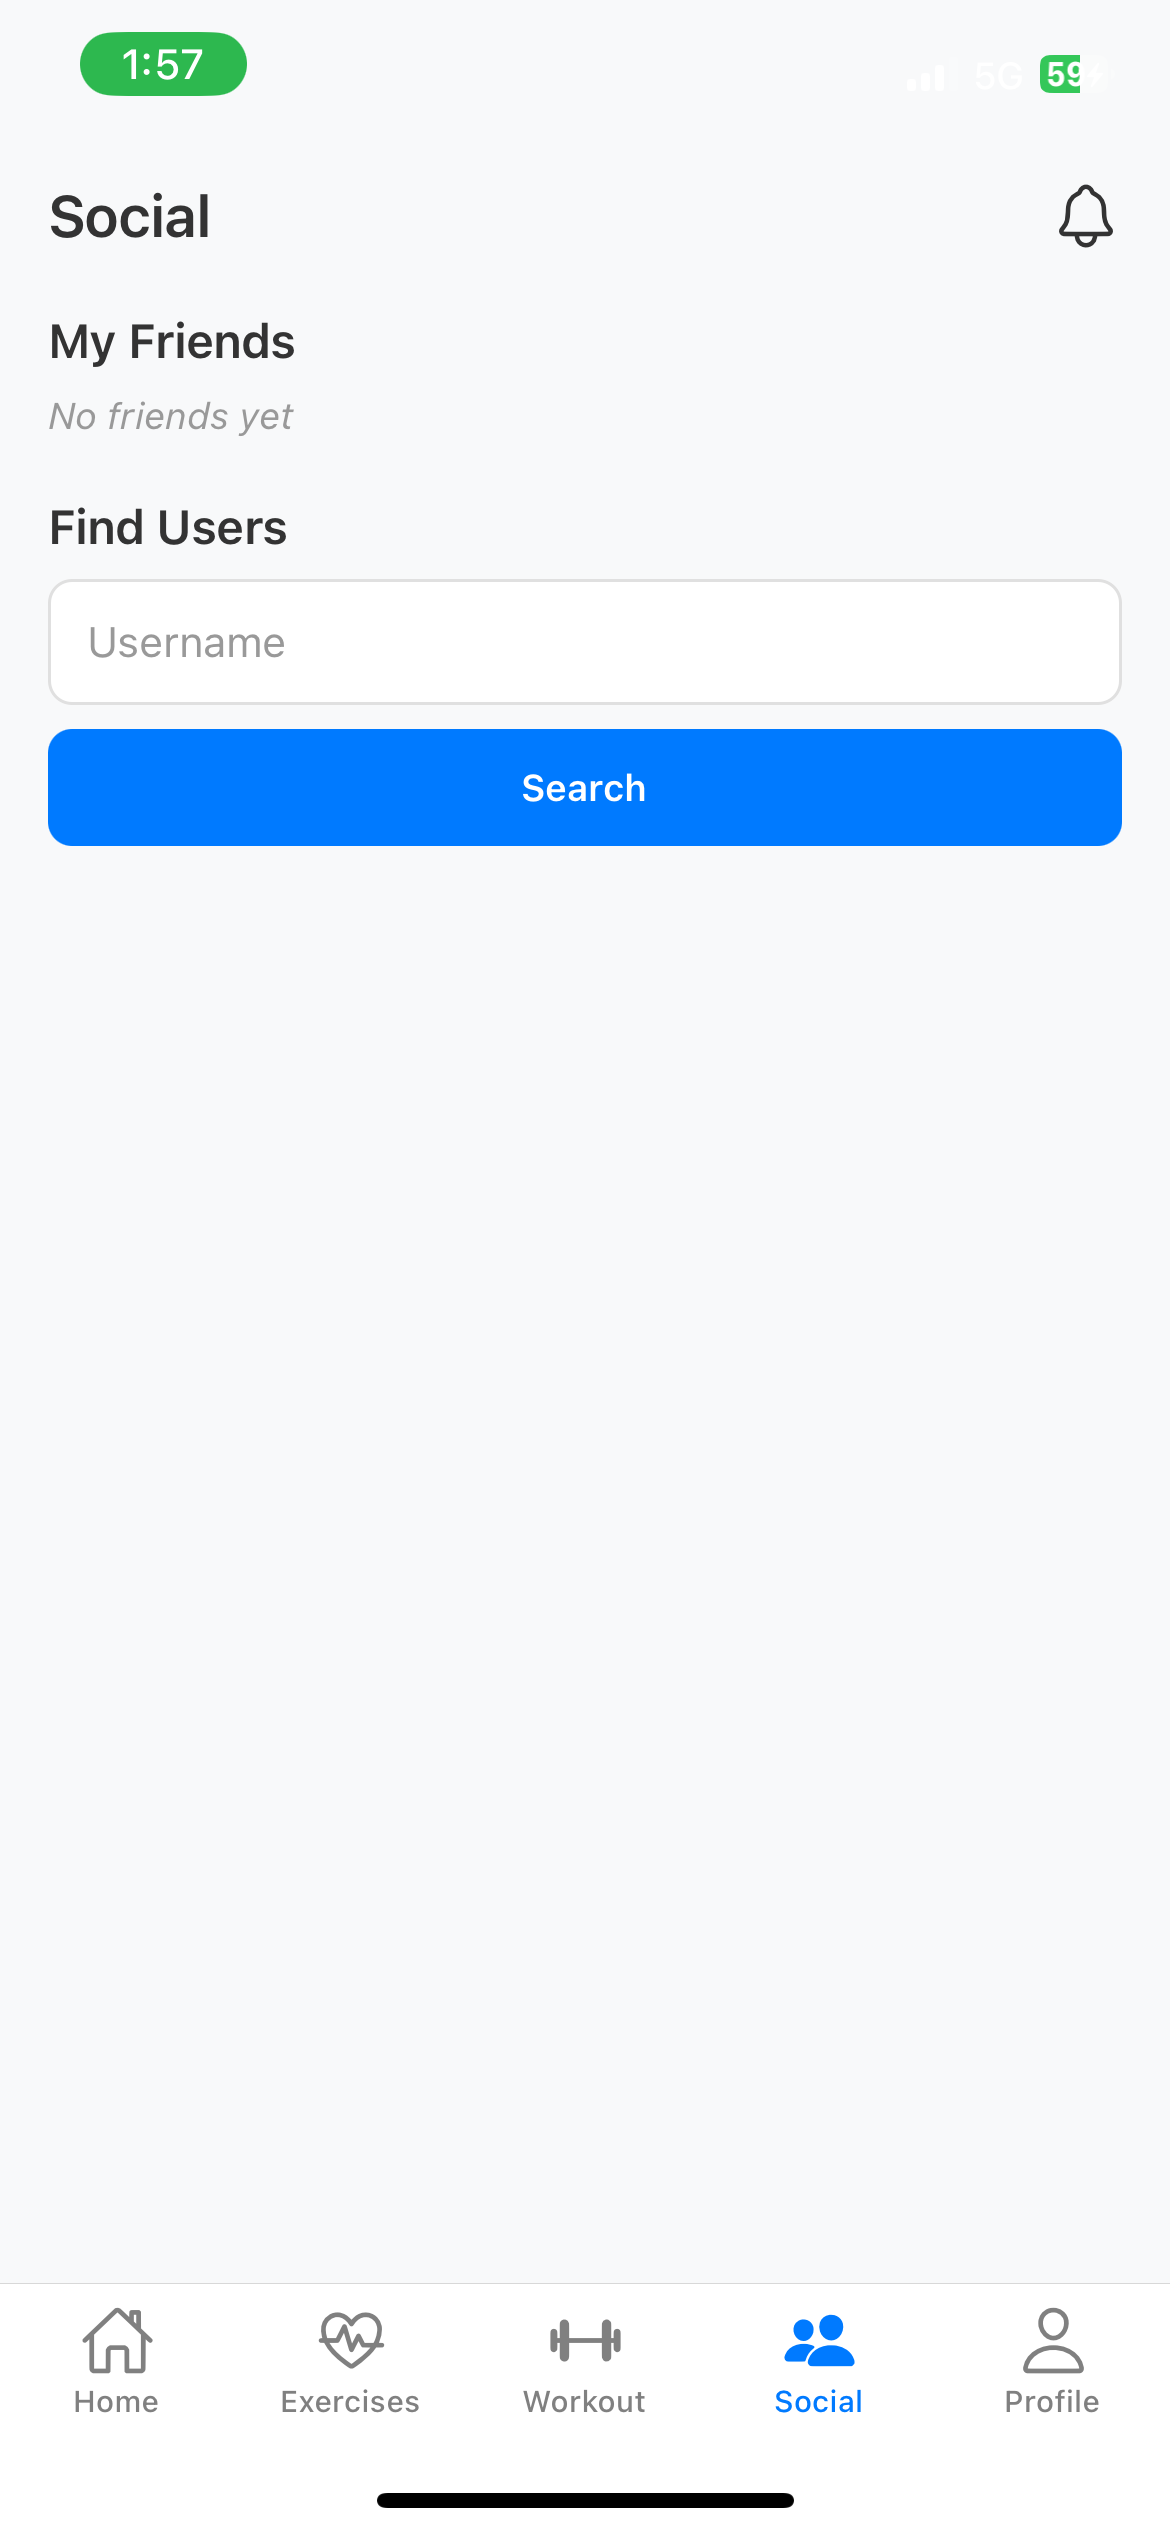 1:57
5G
59
Social
My Friends
No friends yet
Find Users
Username
Search
Home
Exercises
Workout
Social
Profile